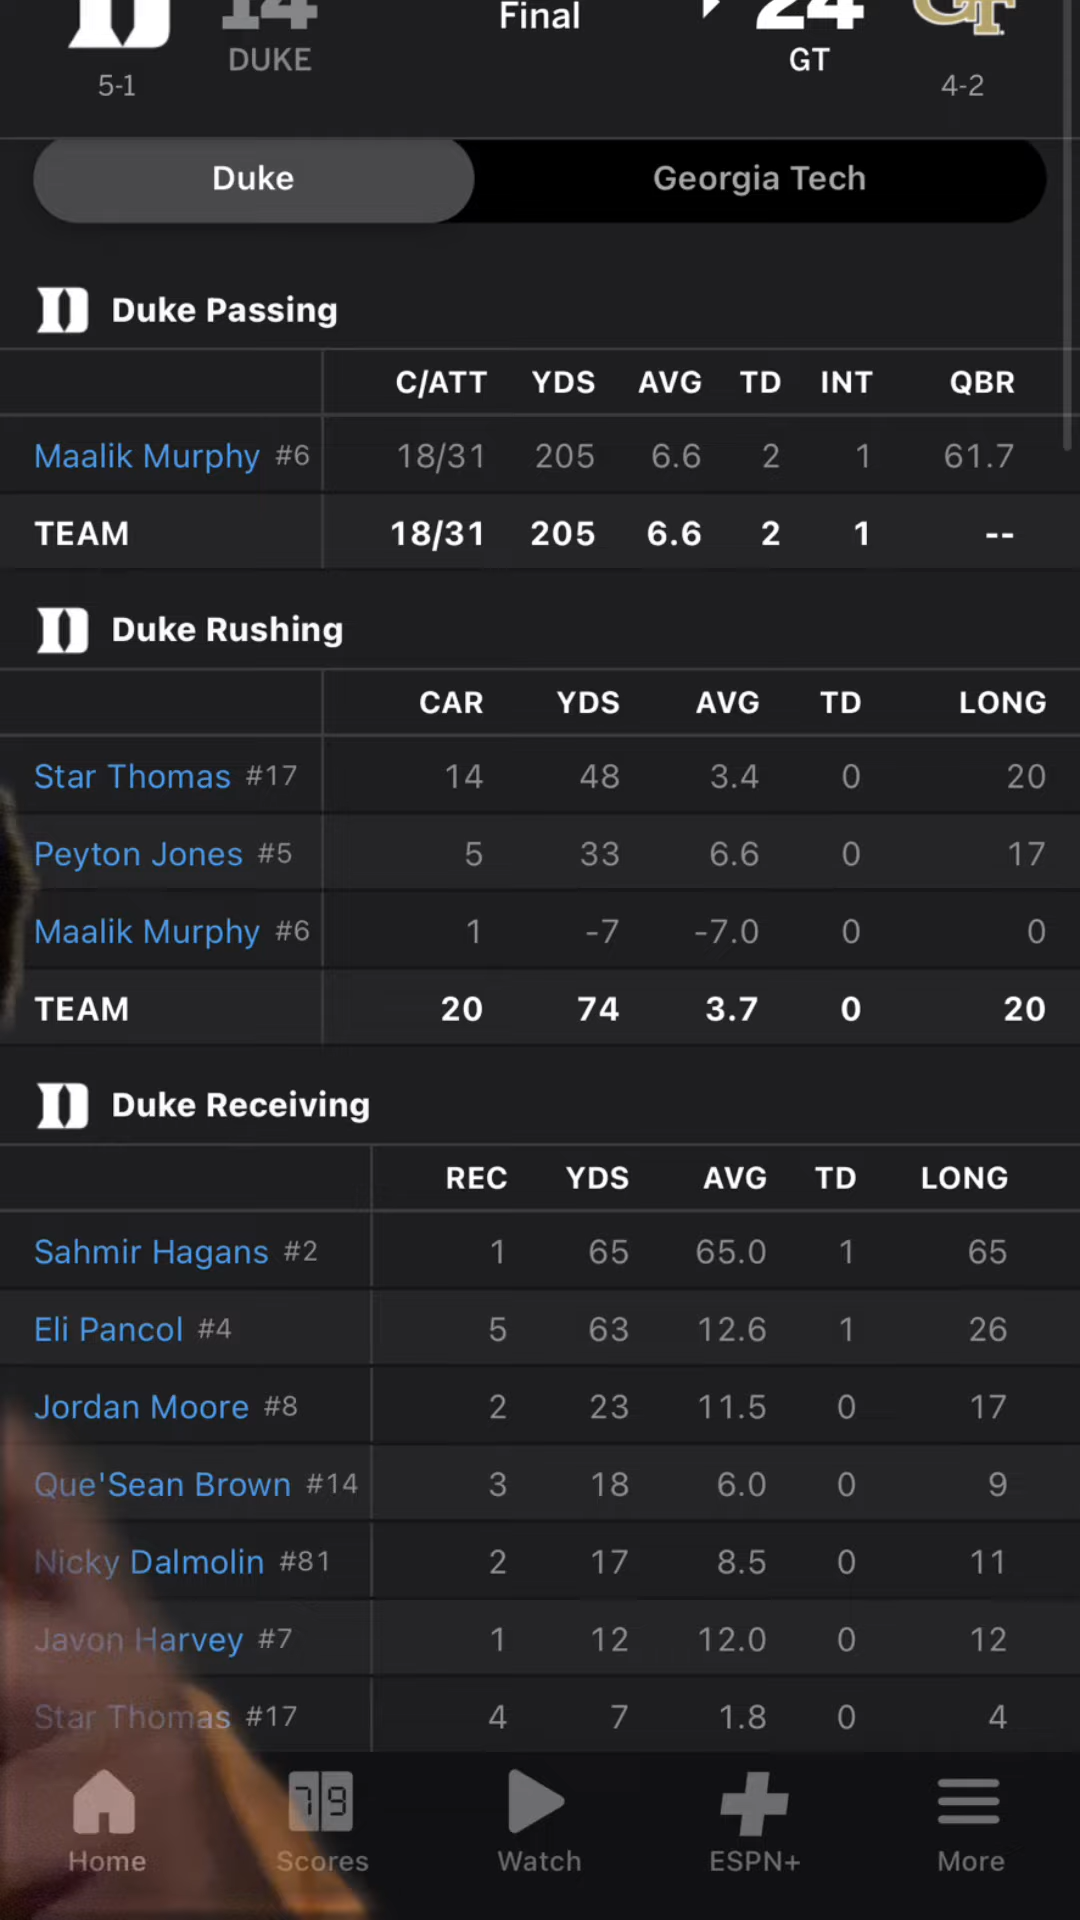 14 Final 24
DUKE GT
5-1 4-2
Duke Georgia Tech
Duke Passing
C/ATT YDS AVG TD INT QBR
Maalik Murphy #6 18/31 205 6.6 2 1 61.7
TEAM 18/31 205 6.6 2 1 --
Duke Rushing
CAR YDS AVG TD LONG
Star Thomas #17 14 48 3.4 0 20
Peyton Jones #5 5 33 6.6 0 17
Maalik Murphy #6 1 -7 -7.0 0 0
TEAM 20 74 3.7 0 20
Duke Receiving
REC YDS AVG TD LONG
Sahmir Hagans #2 1 65 65.0 1 65
Eli Pancol #4 5 63 12.6 1 26
Jordan Moore #8 2 23 11.5 0 17
Que'Sean Brown #14 3 18 6.0 0 9
Nicky Dalmolin #81 2 17 8.5 0 11
Javon Harvey #7 1 12 12.0 0 12
Star Thomas #17 4 7 1.8 0 4
79
Home Scores Watch ESPN+ More